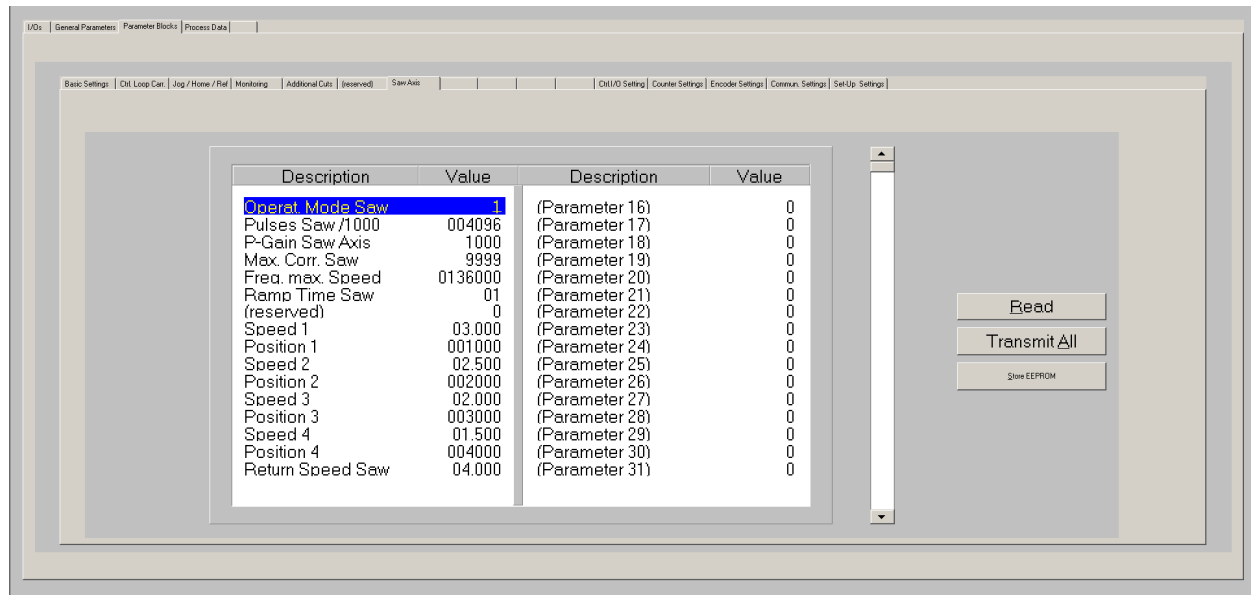 I/Os General Parameters Parameter Blocks Process Data
Basic Settings Ctrl. Loop Carr. Jog / Home / Ref Monitoring Additional Cuts (reserved) Saw Axis Ctrl.I/O Setting Counter Settings Encoder Settings Commun. Settings Set-Up Settings
Description Value Description Value
Operat. Mode Saw 1 (Parameter 16) 0
Pulses Saw /1000 004096 (Parameter 17) 0
P-Gain Saw Axis 1000 (Parameter 18) 0
Max. Corr. Saw 9999 (Parameter 19) 0
Freq. max. Speed 0136000 (Parameter 20) 0
Ramp Time Saw 01 (Parameter 21) 0
(reserved) 0 (Parameter 22) 0
Speed 1 03.000 (Parameter 23) 0
Position 1 001000 (Parameter 24) 0
Speed 2 02.500 (Parameter 25) 0
Position 2 002000 (Parameter 26) 0
Speed 3 02.000 (Parameter 27) 0
Position 3 003000 (Parameter 28) 0
Speed 4 01.500 (Parameter 29) 0
Position 4 004000 (Parameter 30) 0
Return Speed Saw 04.000 (Parameter 31) 0
Read
Transmit All
Store EEPROM